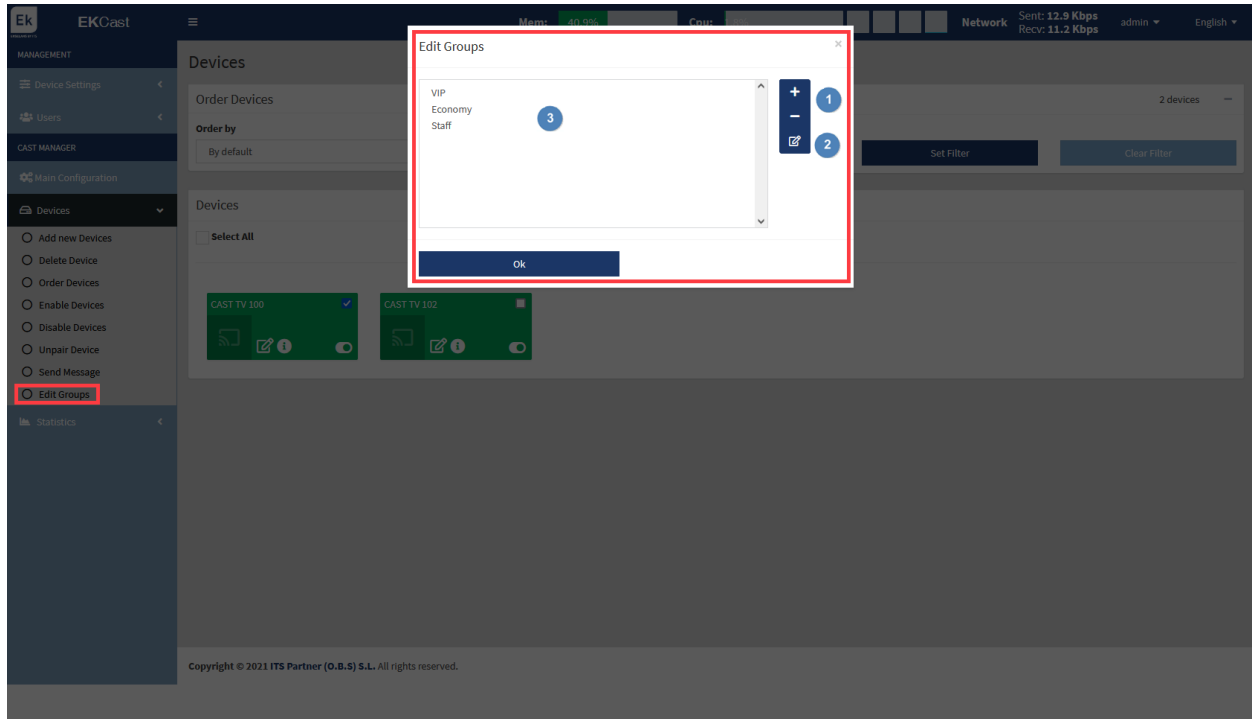 Ek
EKCast
Mem: 40.9%
Cpu:
Network
Sent: 12.9 Kbps
Recv: 11.2 Kbps
admin
English
MANAGEMENT
Device Settings
Users
CAST MANAGER
Main Configuration
Devices
Add new Devices
Delete Device
Order Devices
Enable Devices
Disable Devices
Unpair Device
Send Message
Edit Groups
Statistics
Devices
Order Devices
2 devices
Order by
By default
Set Filter
Clear Filter
Devices
Select All
CAST TV 100
CAST TV 102
Edit Groups
×
VIP
Economy
Staff
3
1
2
Ok
Copyright © 2021 ITS Partner (O.B.S) S.L. All rights reserved.